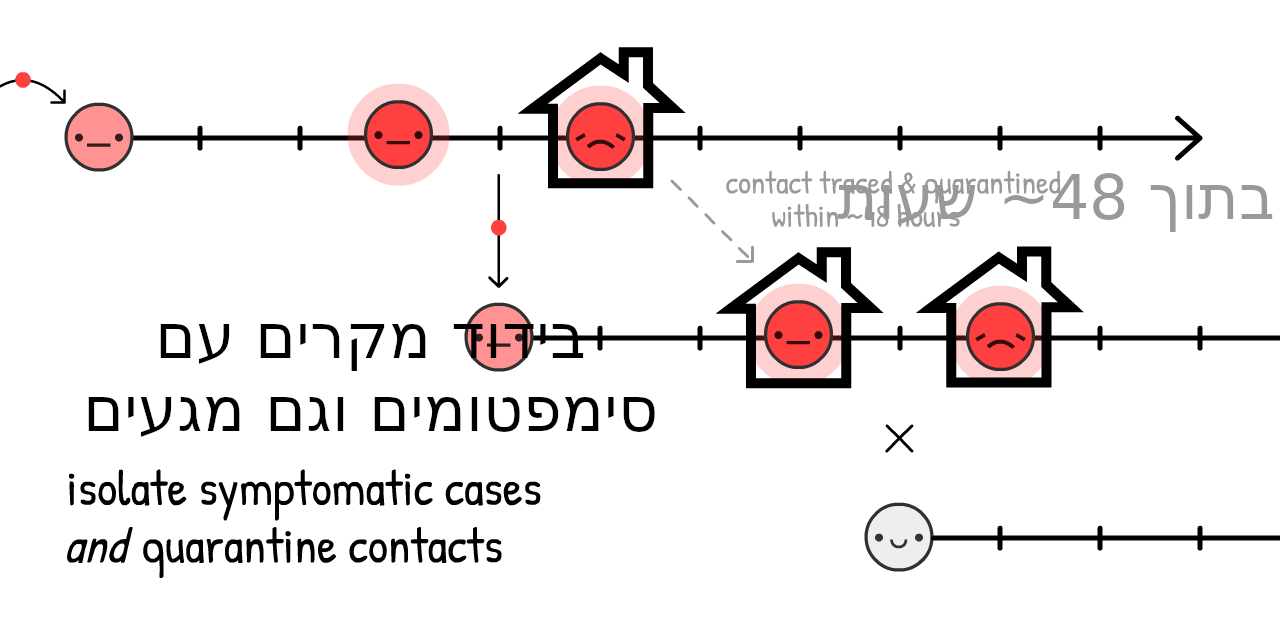 contact traced & quarantined
within ~48 hours
בתוך 48~ שעות
בידוד מקרים עם
סימפטומים וגם מגעים
isolate symptomatic cases
and quarantine contacts